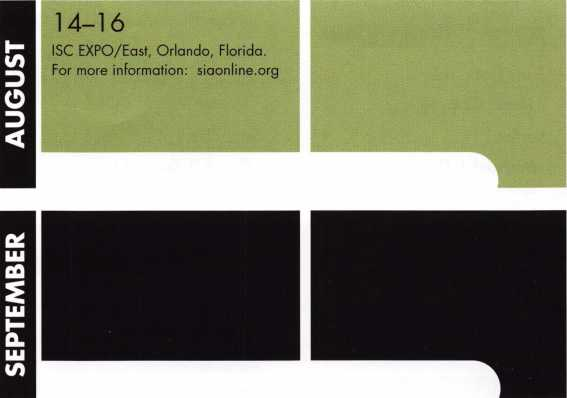 AUGUST
14–16
ISC EXPO/East, Orlando, Florida.
For more information: siaonline.org
SEPTEMBER